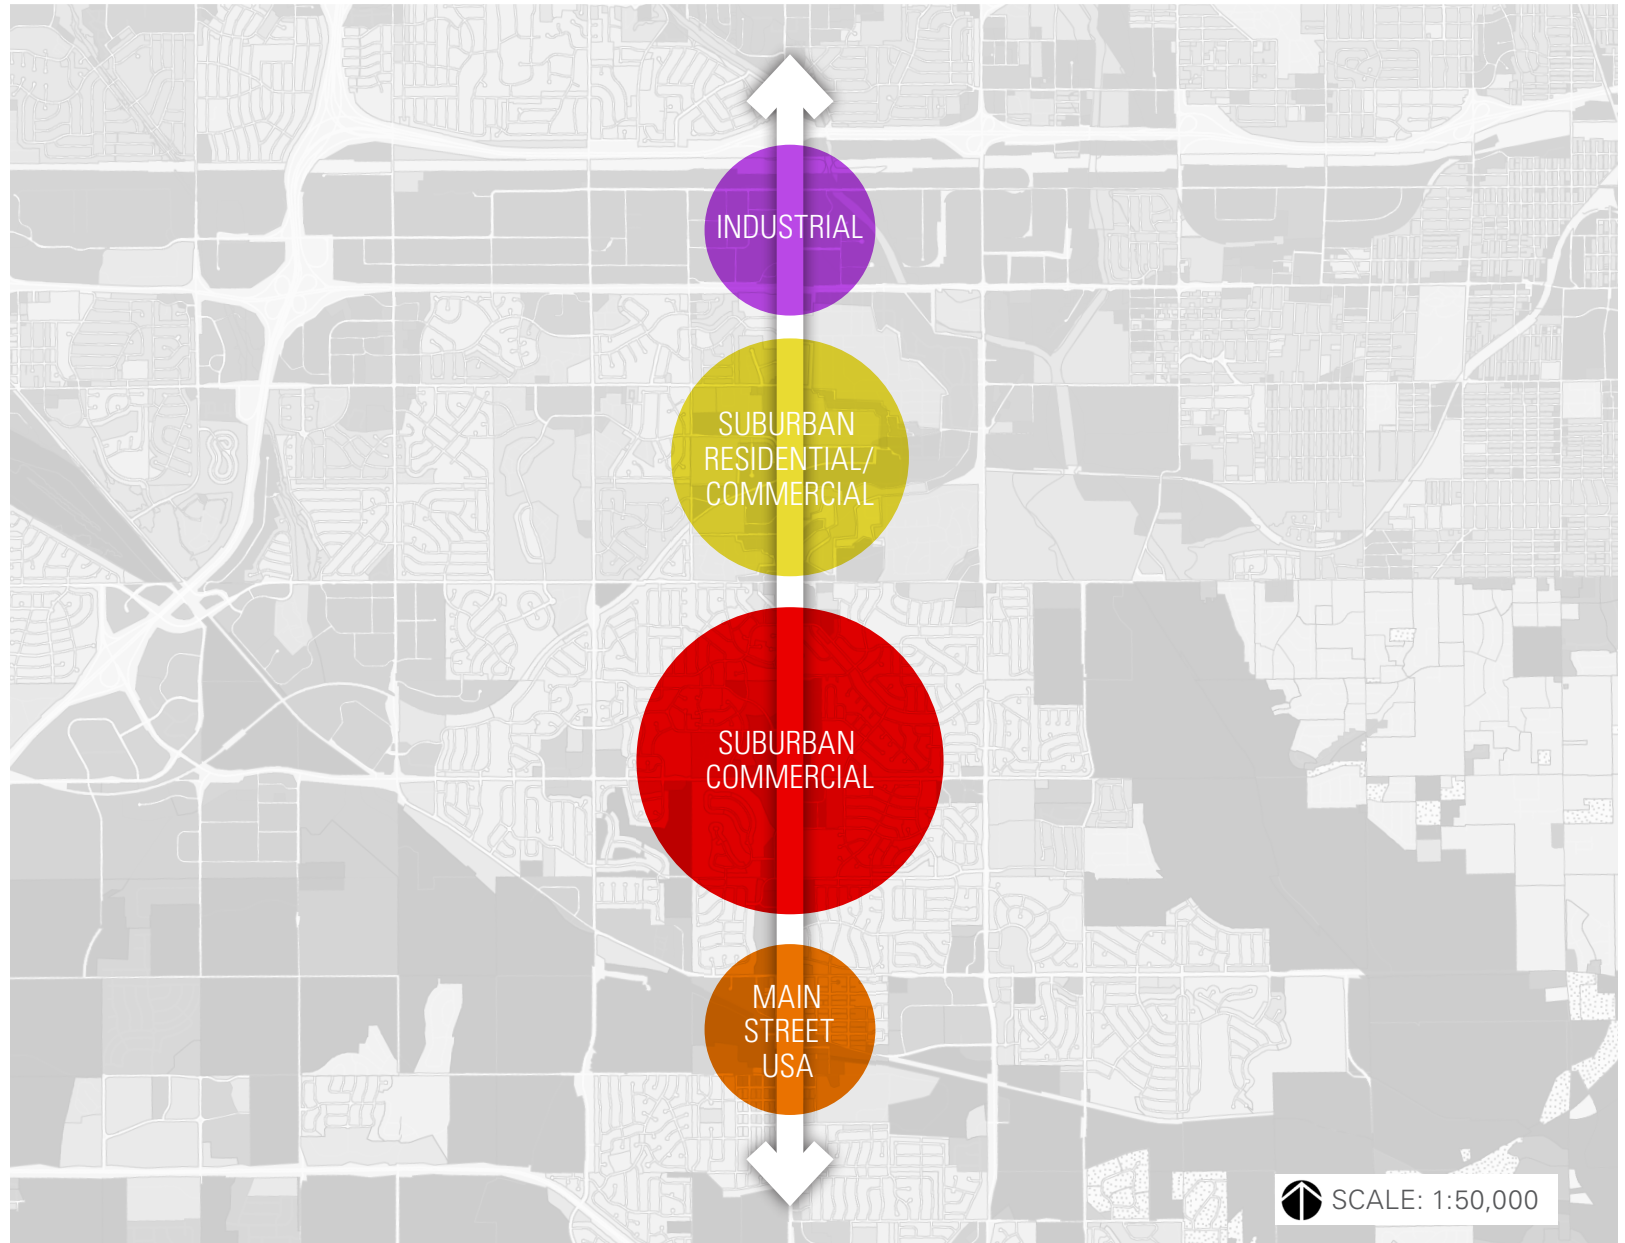 INDUSTRIAL
SUBURBAN
RESIDENTIAL/
COMMERCIAL
SUBURBAN
COMMERCIAL
MAIN
STREET
USA
SCALE: 1:50,000